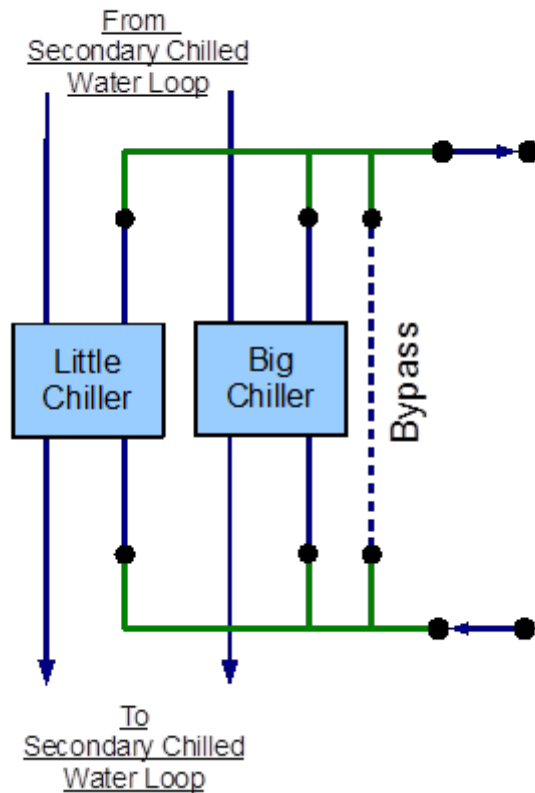 From
Secondary Chilled
Water Loop
Little
Chiller
Big
Chiller
Bypass
To
Secondary Chilled
Water Loop